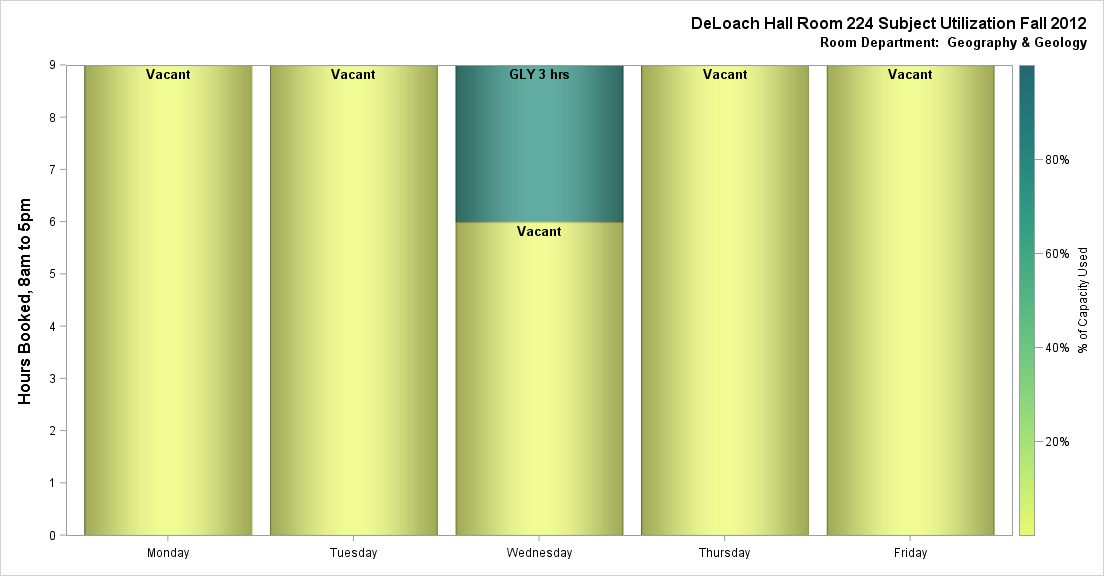 DeLoach Hall Room 224 Subject Utilization Fall 2012
Room Department:  Geography & Geology
Hours Booked, 8am to 5pm
9
8
7
6
5
4
3
2
1
0
Vacant
Vacant
GLY 3 hrs
Vacant
Vacant
Vacant
Monday
Tuesday
Wednesday
Thursday
Friday
80%
60%
40%
20%
% of Capacity Used